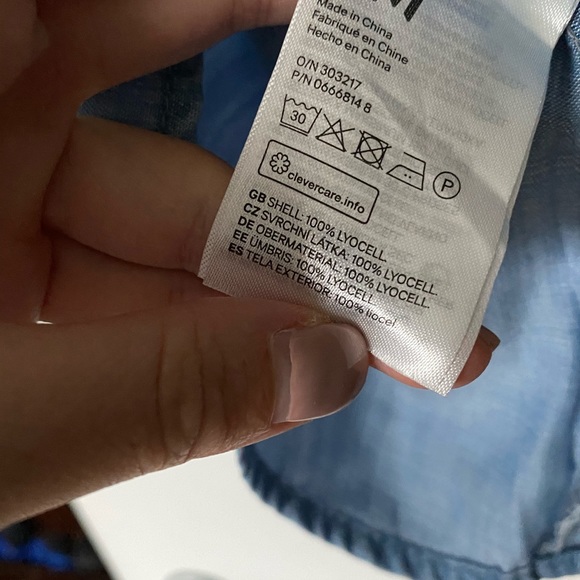 M
Made in China
Fabriqué en Chine
Hecho en China
O/N 303217
P/N 0666814 8
30 P
clevercare.info
GB SHELL: 100% LYOCELL
CZ SVRCHNÍ LÁTKA: 100% LYOCELL
DE OBERMATERIAL: 100% LYOCELL
EE ÜMBRIS: 100% LYOCELL
ES TELA EXTERIOR: 100% liocel